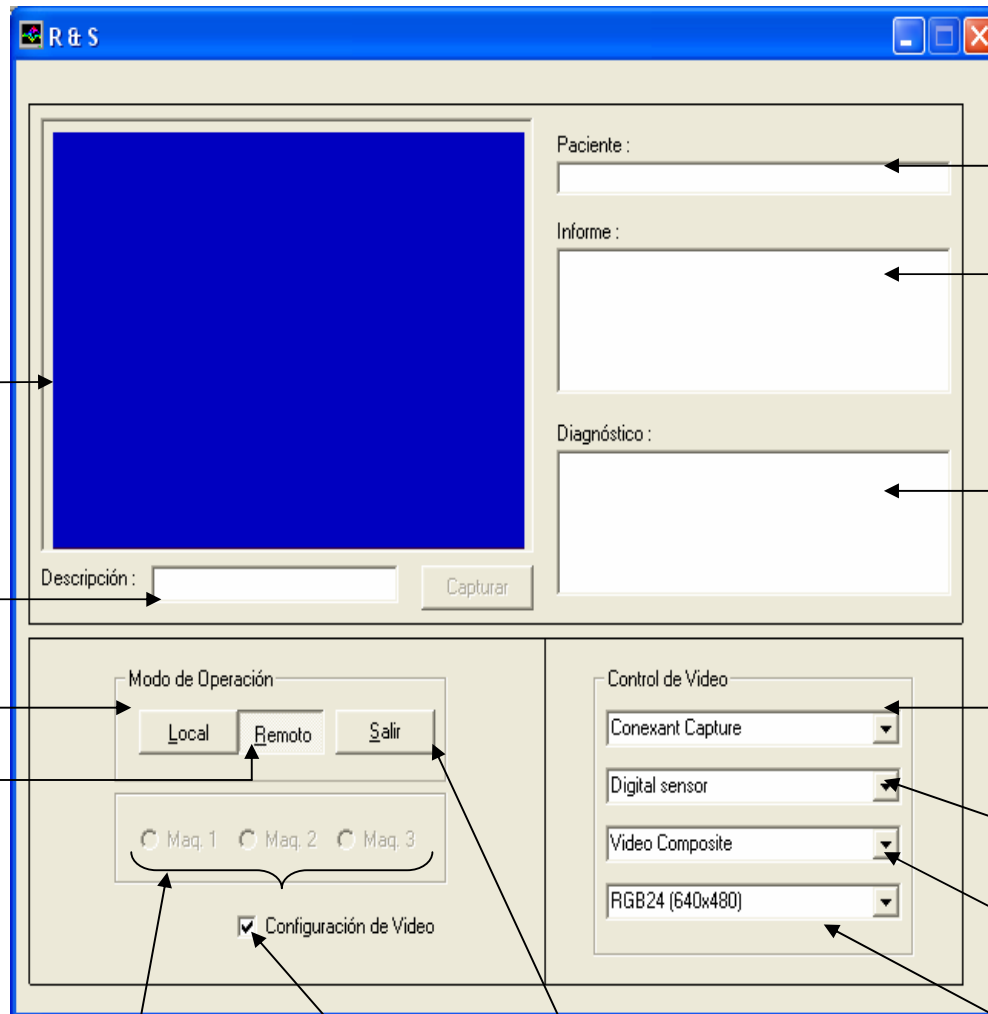 R & S
Paciente :
Informe :
Diagnóstico :
Descripción :
Capturar
Modo de Operación
Local Remoto Salir
Maq. 1 Maq. 2 Maq. 3
Configuración de Video
Control de Video
Conexant Capture
Digital sensor
Video Composite
RGB24 (640x480)